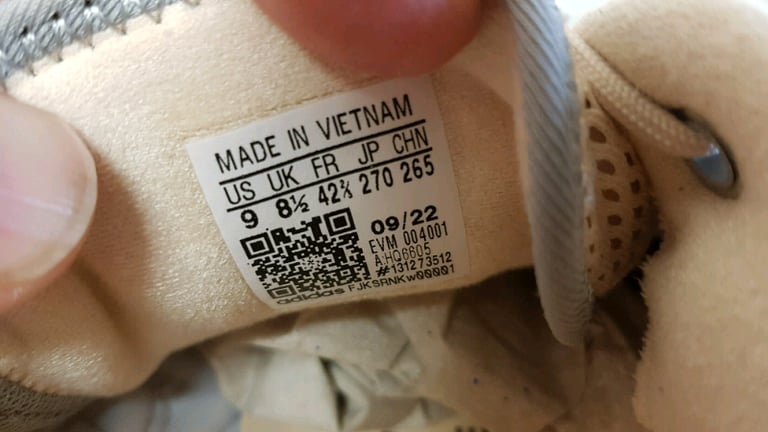 MADE IN VIETNAM
US UK FR JP CHN
9 8½ 42⅔ 270 265
09/22
EVM 004001
A:HQ6605
#131273512
adidas FJKSRNKw00001